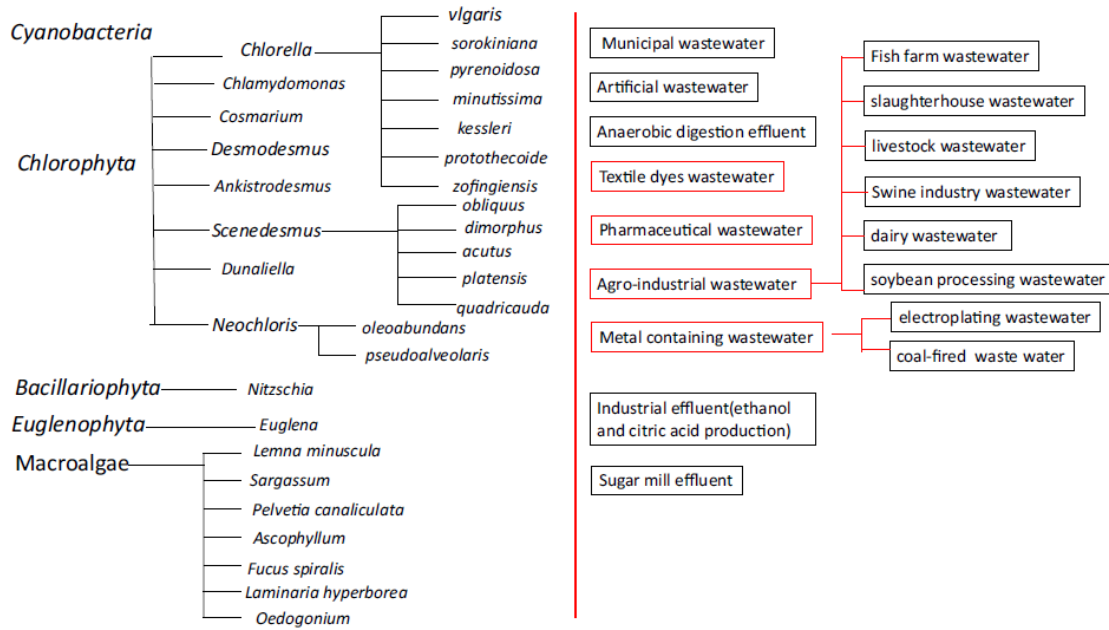 Cyanobacteria
Chlorophyta
Chlorella
vlgaris
sorokiniana
pyrenoidosa
minutissima
kessleri
protothecoide
zofingiensis
Chlamydomonas
Cosmarium
Desmodesmus
Ankistrodesmus
Scenedesmus
obliquus
dimorphus
acutus
platensis
quadricauda
Dunaliella
Neochloris
oleoabundans
pseudoalveolaris
Bacillariophyta
Nitzschia
Euglenophyta
Euglena
Macroalgae
Lemna minuscula
Sargassum
Pelvetia canaliculata
Ascophyllum
Fucus spiralis
Laminaria hyperborea
Oedogonium
Municipal wastewater
Artificial wastewater
Anaerobic digestion effluent
Textile dyes wastewater
Pharmaceutical wastewater
Agro-industrial wastewater
Fish farm wastewater
slaughterhouse wastewater
livestock wastewater
Swine industry wastewater
dairy wastewater
soybean processing wastewater
Metal containing wastewater
electroplating wastewater
coal-fired waste water
Industrial effluent(ethanol
and citric acid production)
Sugar mill effluent